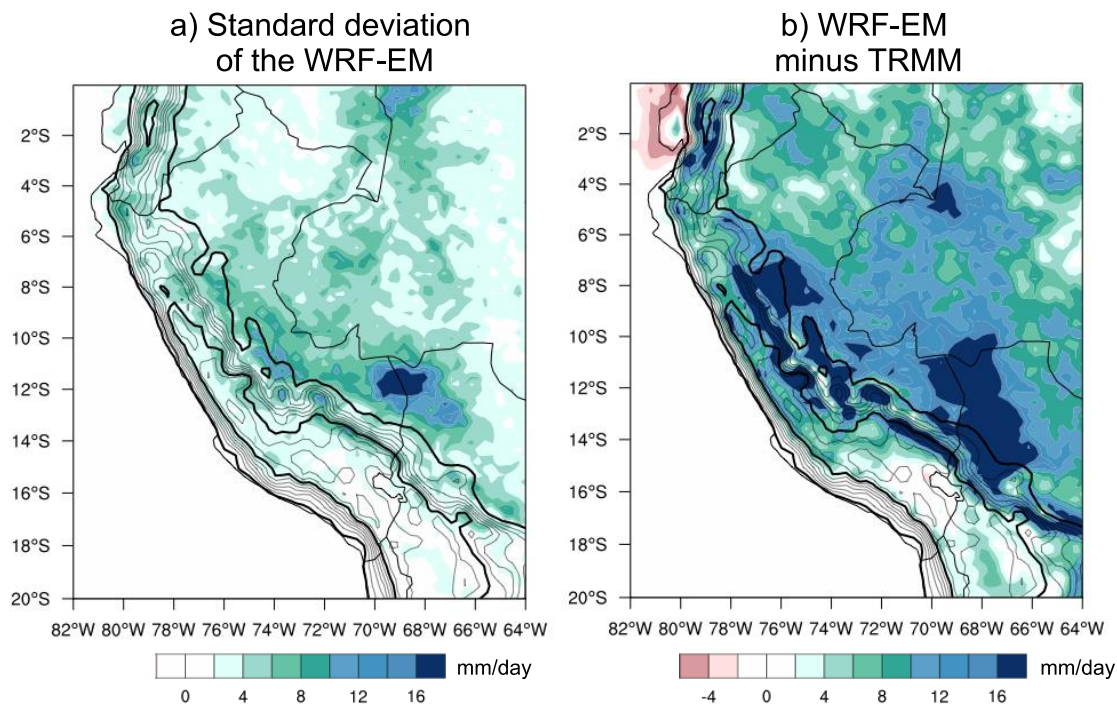 a) Standard deviation
of the WRF-EM
b) WRF-EM
minus TRMM
2°S
4°S
6°S
8°S
10°S
12°S
14°S
16°S
18°S
20°S
82°W 80°W 78°W 76°W 74°W 72°W 70°W 68°W 66°W 64°W
0 4 8 12 16 mm/day
2°S
4°S
6°S
8°S
10°S
12°S
14°S
16°S
18°S
20°S
82°W 80°W 78°W 76°W 74°W 72°W 70°W 68°W 66°W 64°W
-4 0 4 8 12 16 mm/day